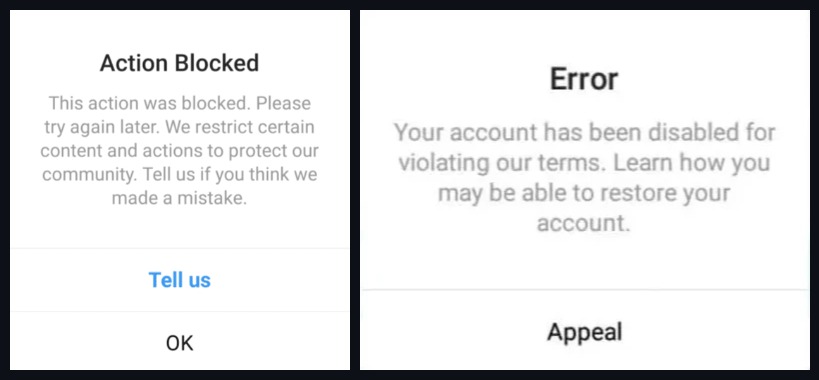 Action Blocked
This action was blocked. Please
try again later. We restrict certain
content and actions to protect our
community. Tell us if you think we
made a mistake.
Tell us
OK
Error
Your account has been disabled for
violating our terms. Learn how you
may be able to restore your
account.
Appeal